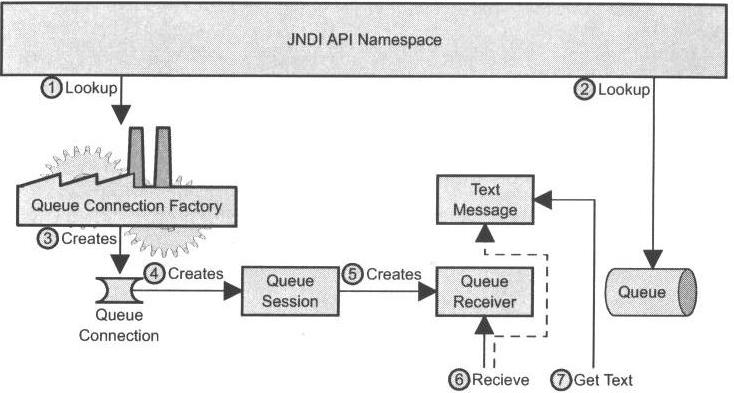 JNDI API Namespace
1 Lookup
2 Lookup
Queue Connection Factory
3 Creates
Text
Message
4 Creates
Queue
Session
5 Creates
Queue
Receiver
Queue
Queue
Connection
6 Recieve
7 Get Text